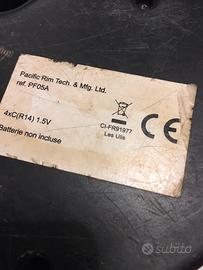 Pacific Rim Tech. & Mfg. Ltd.
ref. PF05A
4xC(R14) 1.5V
Batterie non incluse
CI-FR91977
Les Ulis
CE
subito